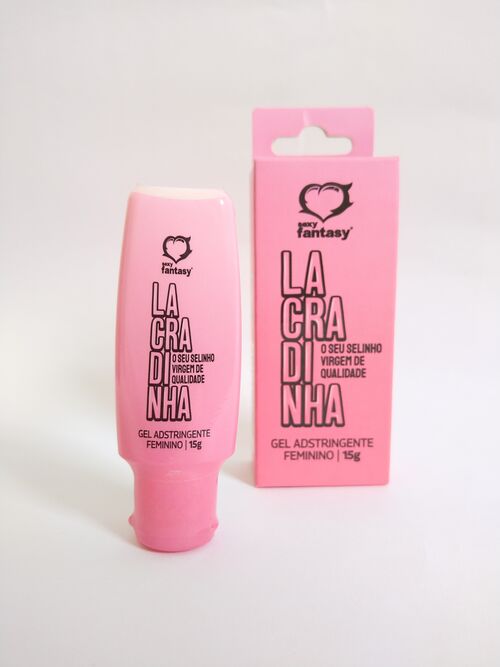 sexy
fantasy®
LA
CRA
DI
NHA
O SEU SELINHO
VIRGEM DE
QUALIDADE
GEL ADSTRINGENTE
FEMININO | 15g
sexy
fantasy®
LA
CRA
DI
NHA
O SEU SELINHO
VIRGEM DE
QUALIDADE
GEL ADSTRINGENTE
FEMININO | 15g